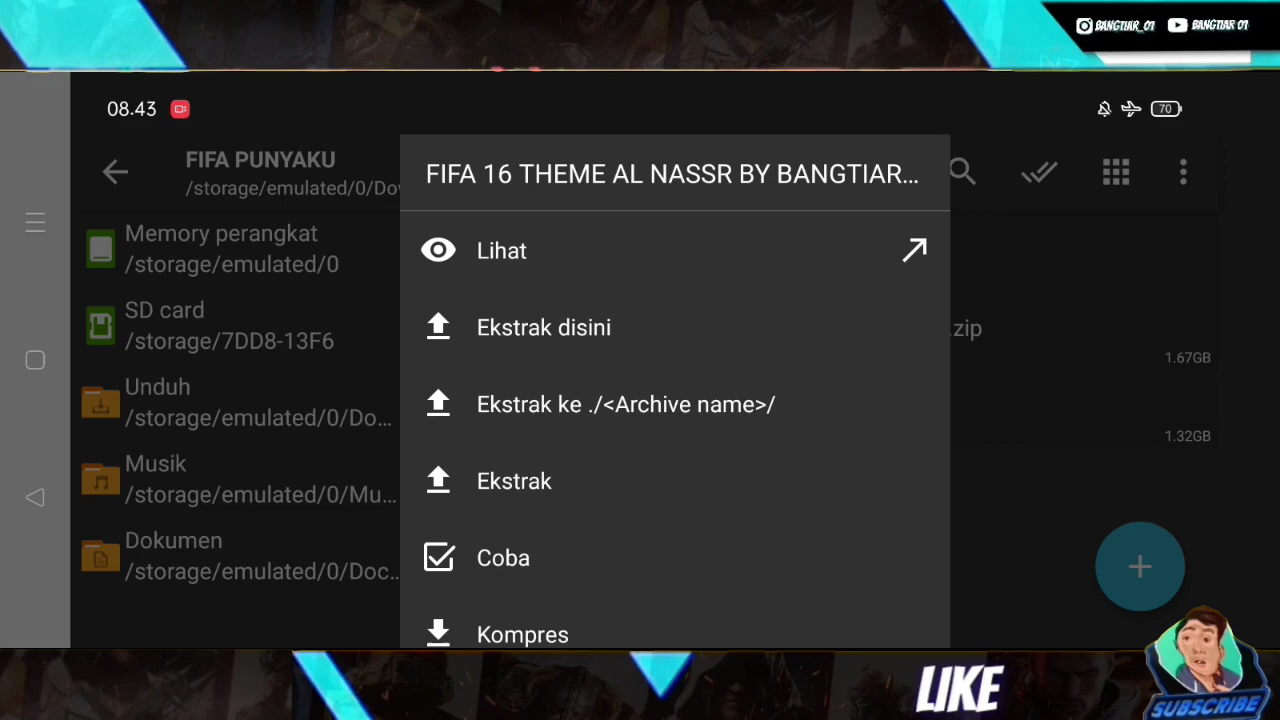 BANGTIAR_01
BANGTIAR 01
08.43
70
FIFA PUNYAKU
/storage/emulated/0/Dov
FIFA 16 THEME AL NASSR BY BANGTIAR...
Memory perangkat
/storage/emulated/0
SD card
/storage/7DD8-13F6
Unduh
/storage/emulated/0/Do...
Musik
/storage/emulated/0/Mu...
Dokumen
/storage/emulated/0/Doc...
Lihat
Ekstrak disini
Ekstrak ke ./<Archive name>/
Ekstrak
Coba
Kompres
.zip
1.67GB
1.32GB
LIKE
SUBSCRIBE